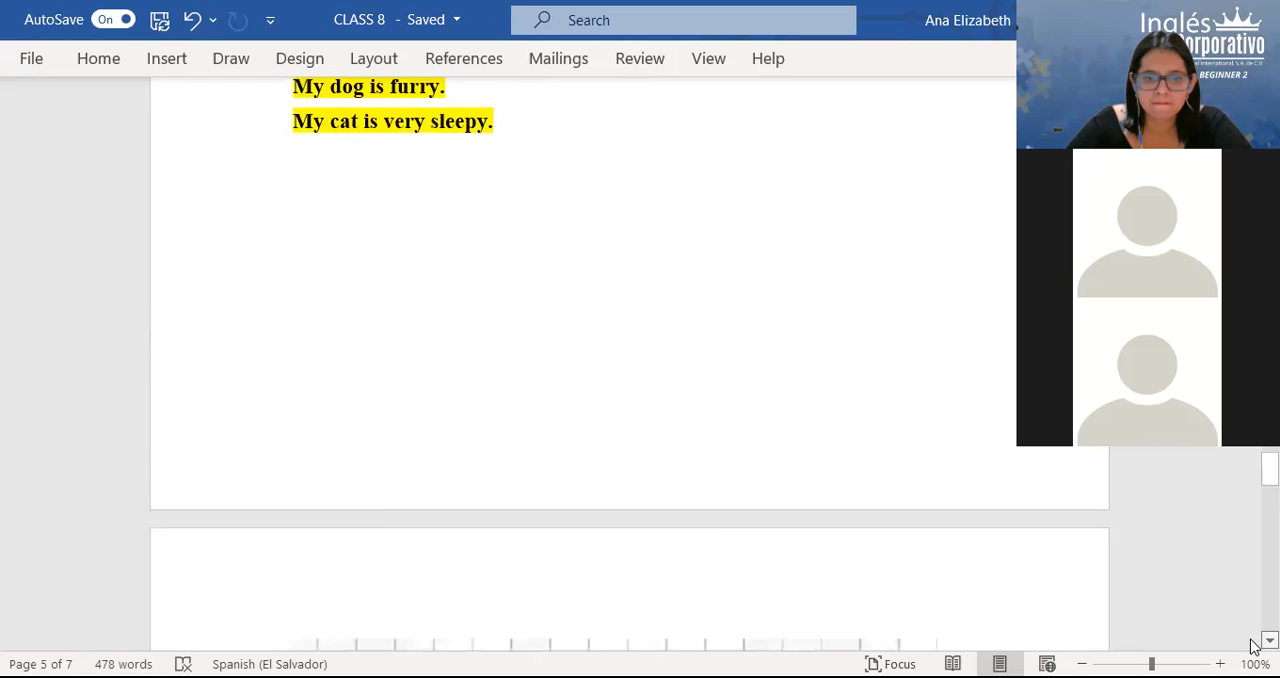 AutoSave On CLASS 8 - Saved Search Ana Elizabeth
File Home Insert Draw Design Layout References Mailings Review View Help
Inglés
BEGINNER 2
My dog is furry.
My cat is very sleepy.
Page 5 of 7 478 words Spanish (El Salvador) Focus 100%